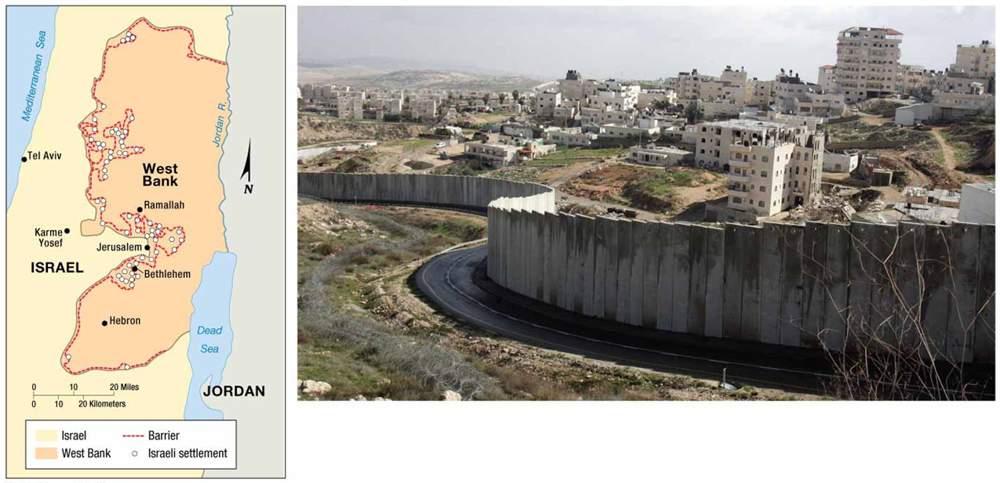 Mediterranean Sea
Jordan R.
Tel Aviv
West
Bank
N
Ramallah
Karme
Yosef
Jerusalem
ISRAEL
Bethlehem
Hebron
Dead
Sea
JORDAN
0 10 20 Miles
0 10 20 Kilometers
Israel
Barrier
West Bank
Israeli settlement